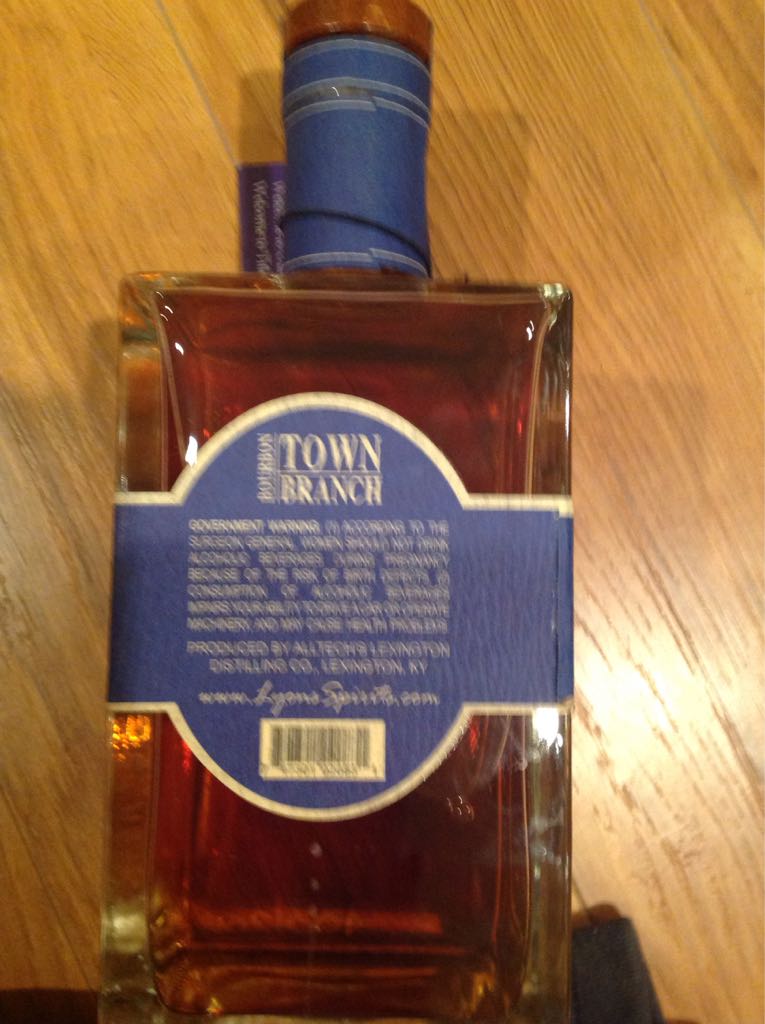 Welcome to
BOURBON
TOWN
BRANCH
GOVERNMENT WARNING: (1) ACCORDING TO THE
SURGEON GENERAL, WOMEN SHOULD NOT DRINK
ALCOHOLIC BEVERAGES DURING PREGNANCY
BECAUSE OF THE RISK OF BIRTH DEFECTS. (2)
CONSUMPTION OF ALCOHOLIC BEVERAGES
IMPAIRS YOUR ABILITY TO DRIVE A CAR OR OPERATE
MACHINERY AND MAY CAUSE HEALTH PROBLEMS.
PRODUCED BY ALLTECH'S LEXINGTON
DISTILLING CO., LEXINGTON, KY
www.LyonsSpirits.com